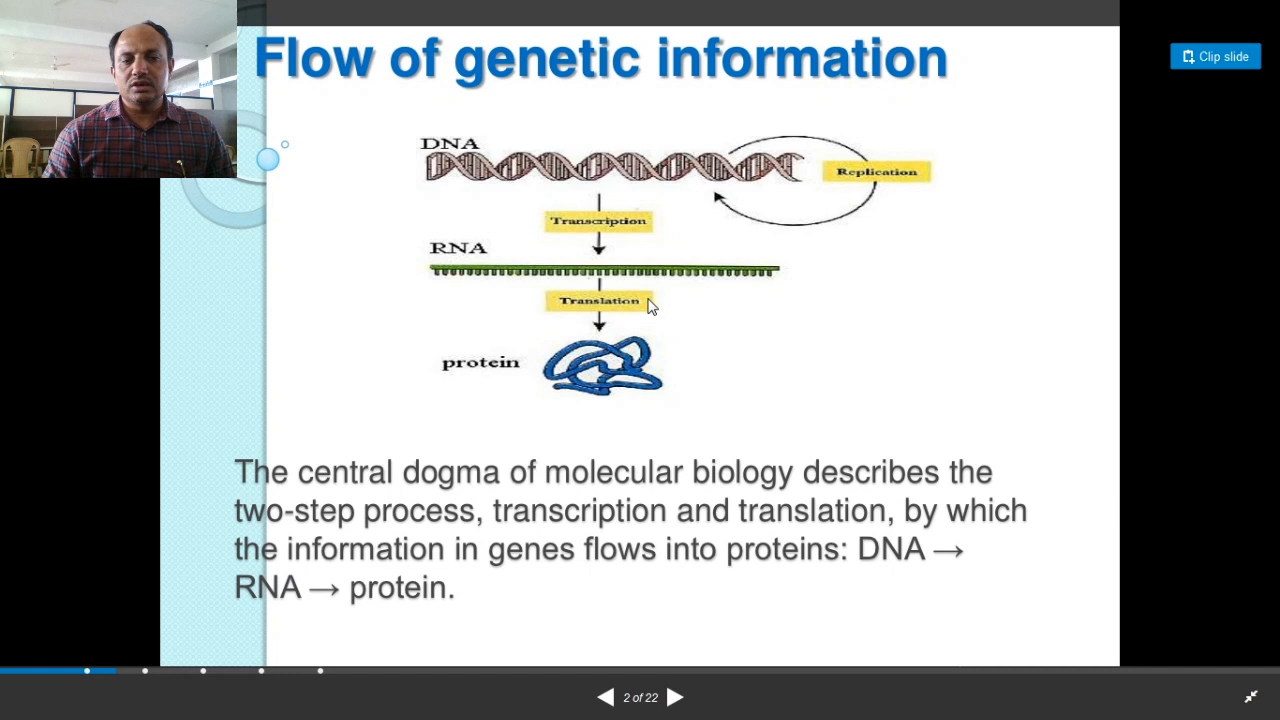 Flow of genetic information
Clip slide
DNA
Replication
Transcription
RNA
Translation
protein
The central dogma of molecular biology describes the
two-step process, transcription and translation, by which
the information in genes flows into proteins: DNA →
RNA → protein.
2 of 22